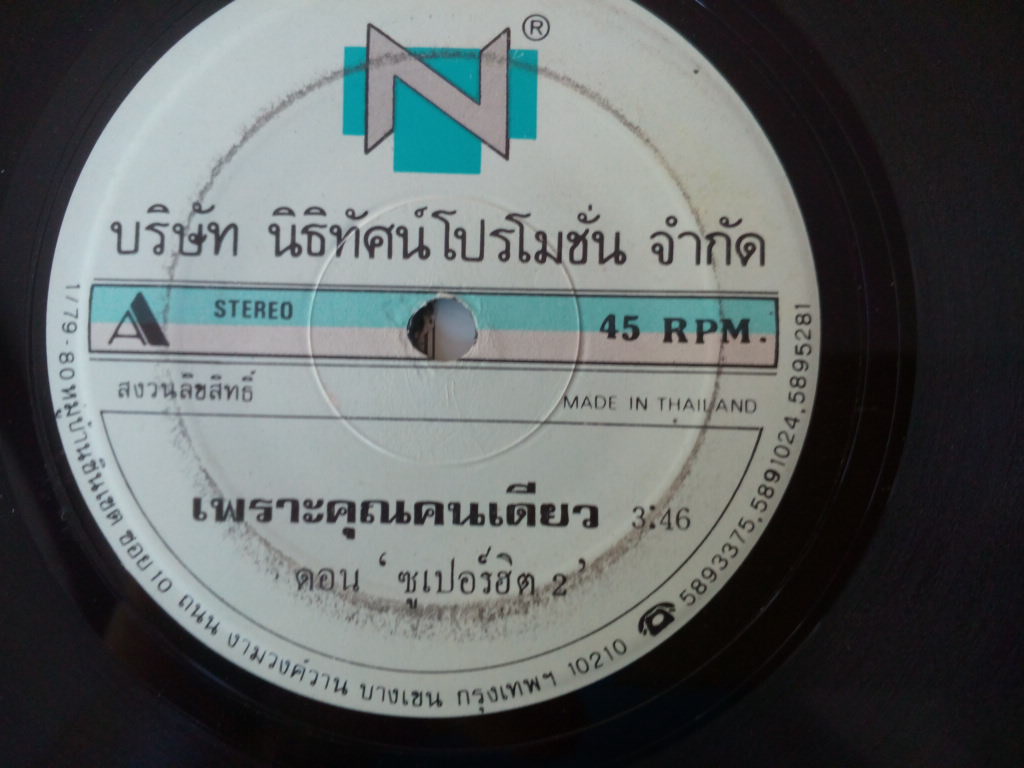 N ®
บริษัท นิธิทัศน์โปรโมชั่น จำกัด
A STEREO 45 RPM.
สงวนลิขสิทธิ์
MADE IN THAILAND
เพราะคุณคนเดียว 3:46
ตอน ‘ ซูเปอร์ฮิต 2 ’
1/79-80 หมู่บ้านชินเขต ซอย 10 ถนน งามวงศ์วาน บางเขน กรุงเทพฯ 10210 ☎ 5893375,5891024,5895281